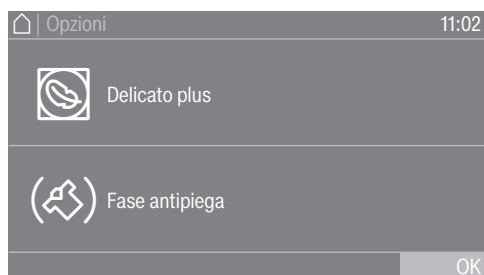 | Opzioni 11:02
Delicato plus
Fase antipiega
OK